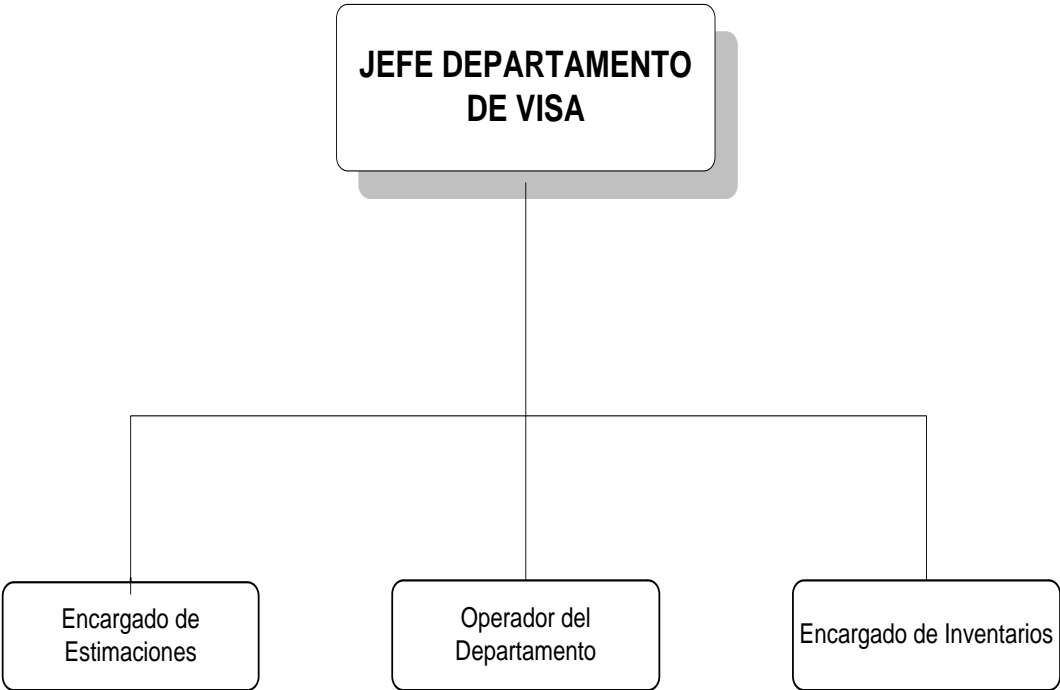 JEFE DEPARTAMENTO
DE VISA
Encargado de
Estimaciones
Operador del
Departamento
Encargado de Inventarios